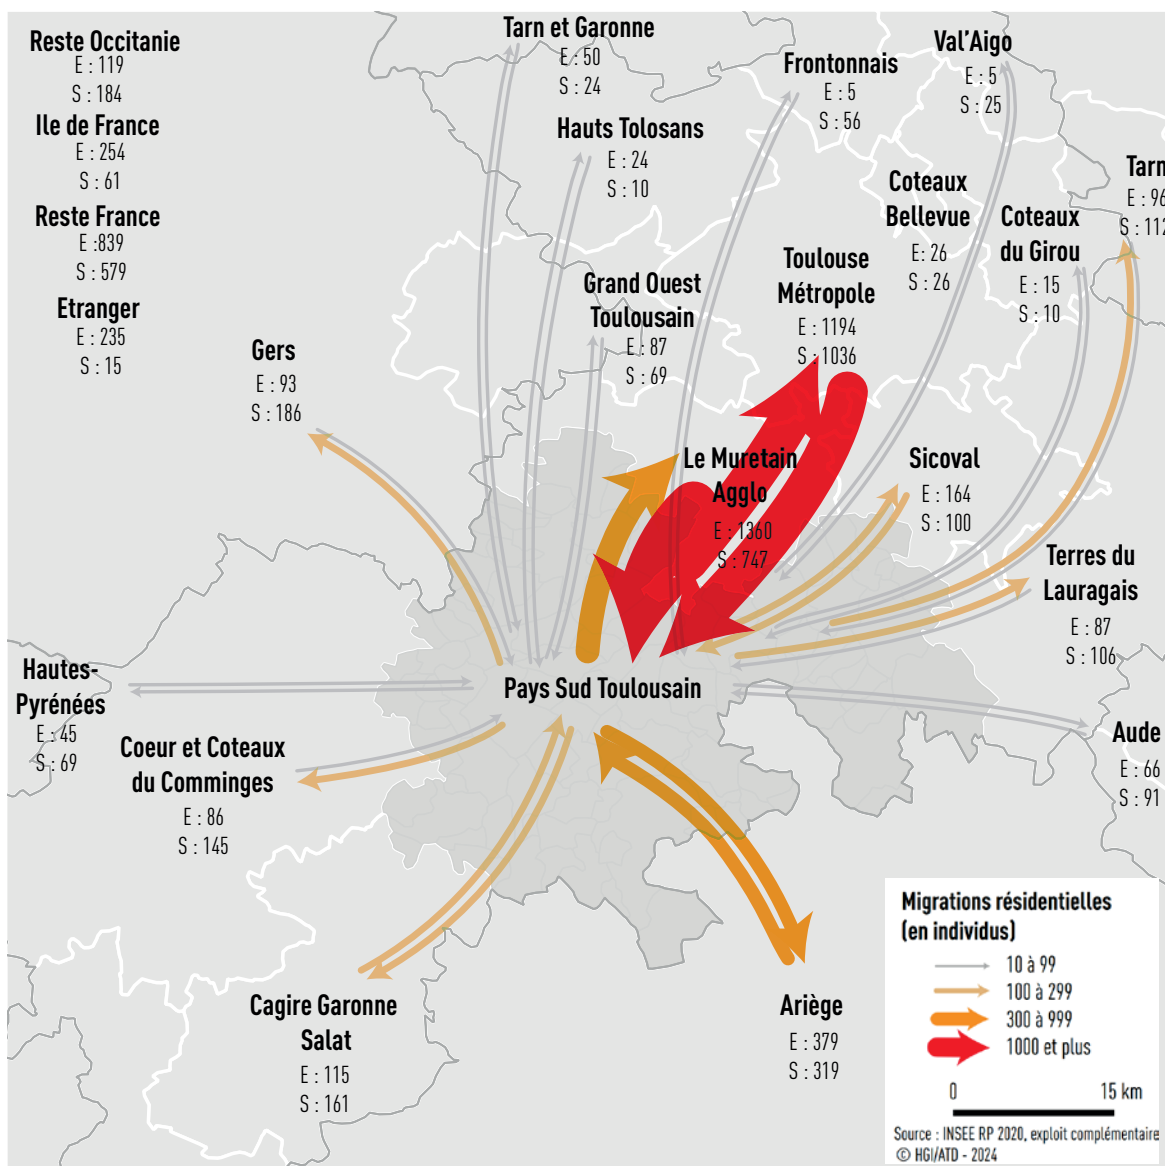 Reste Occitanie
E : 119
S : 184
Ile de France
E : 254
S : 61
Reste France
E :839
S : 579
Etranger
E : 235
S : 15
Tarn et Garonne
E : 50
S : 24
Hauts Tolosans
E : 24
S : 10
Frontonnais
E : 5
S : 56
Val'Aigo
E : 5
S : 25
Coteaux
Bellevue
E: 26
S : 26
Coteaux
du Girou
E : 15
S : 10
Tarn
E : 96
S : 112
Toulouse
Métropole
E : 1194
S : 1036
Grand Ouest
Toulousain
E : 87
S : 69
Gers
E : 93
S : 186
Le Muretain
Agglo
E : 1360
S : 747
Sicoval
E : 164
S : 100
Terres du
Lauragais
E : 87
S : 106
Hautes-
Pyrénées
E : 45
S : 69
Pays Sud Toulousain
Coeur et Coteaux
du Comminges
E : 86
S : 145
Aude
E : 66
S : 91
Cagire Garonne
Salat
E : 115
S : 161
Ariège
E : 379
S : 319
Migrations résidentielles
(en individus)
10 à 99
100 à 299
300 à 999
1000 et plus
0 15 km
Source : INSEE RP 2020, exploit complémentaire
© HGI/ATD - 2024